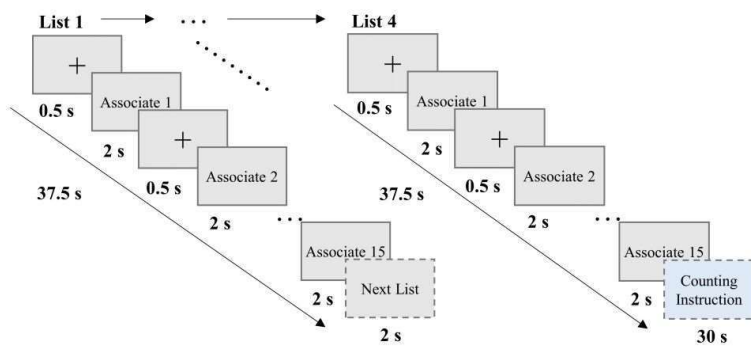 List 1
List 4
Associate 1
0.5 s
2 s
Associate 2
0.5 s
37.5 s
2 s
Associate 15
Next List
2 s
2 s
Associate 1
0.5 s
2 s
Associate 2
0.5 s
37.5 s
2 s
Associate 15
Counting
Instruction
2 s
30 s